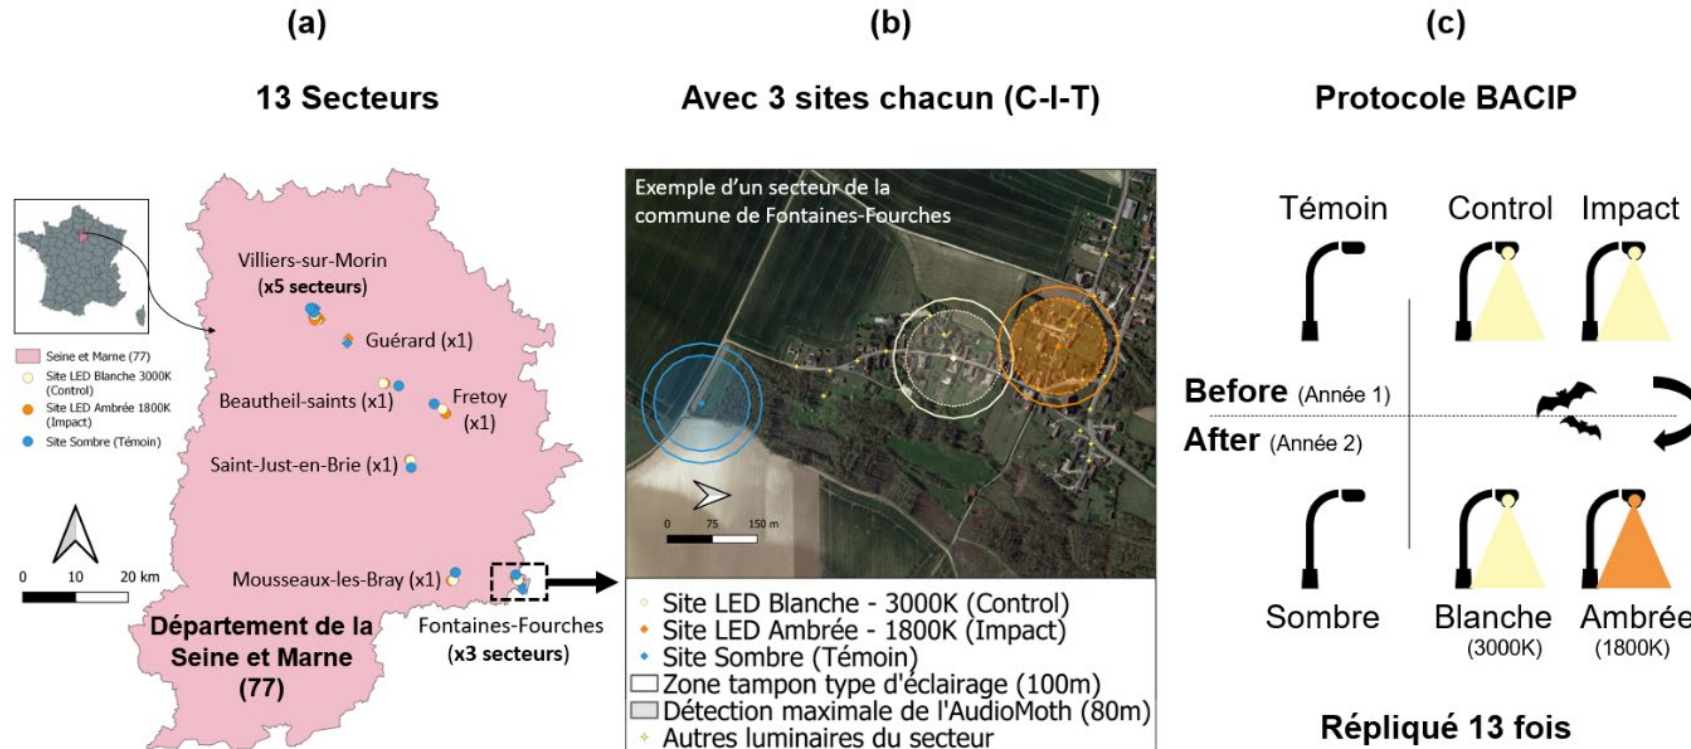 (a)
13 Secteurs
Villiers-sur-Morin
(x5 secteurs)
Guérard (x1)
Seine et Marne (77)
Site LED Blanche 3000K
(Control)
Site LED Ambrée 1800K
(Impact)
Site Sombre (Témoin)
Beautheil-saints (x1)
Fretoy
(x1)
Saint-Just-en-Brie (x1)
0 10 20 km
Mousseaux-les-Bray (x1)
Département de la
Seine et Marne
(77)
Fontaines-Fourches
(x3 secteurs)
(b)
Avec 3 sites chacun (C-I-T)
Exemple d'un secteur de la
commune de Fontaines-Fourches
0 75 150 m
Site LED Blanche - 3000K (Control)
Site LED Ambrée - 1800K (Impact)
Site Sombre (Témoin)
Zone tampon type d'éclairage (100m)
Détection maximale de l'AudioMoth (80m)
Autres luminaires du secteur
(c)
Protocole BACIP
Témoin Control Impact
Before (Année 1)
After (Année 2)
Sombre Blanche Ambrée
(3000K) (1800K)
Répliqué 13 fois